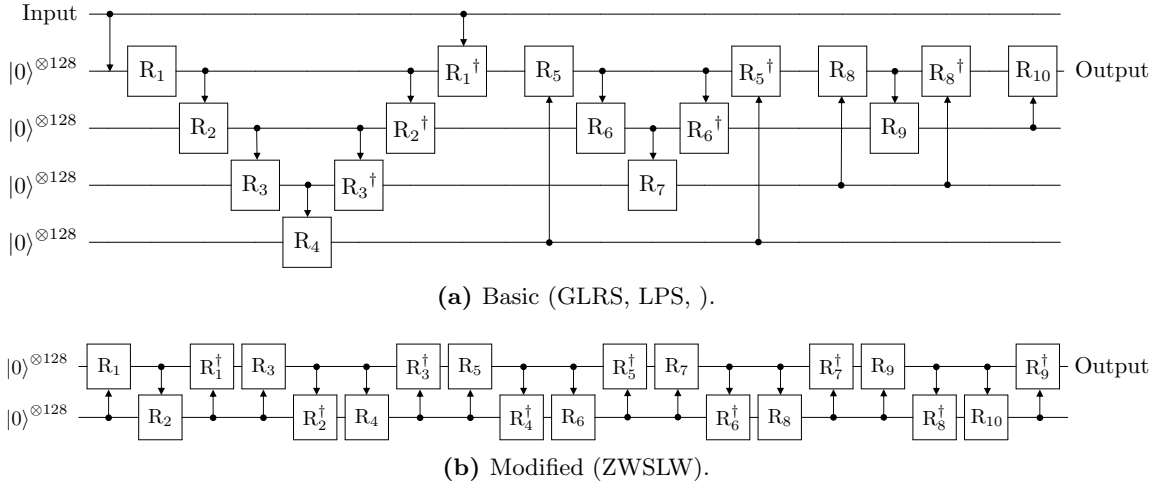 Input
|0⟩⊗128 R1 R2 R3 R4 R3† R2† R1† R5 R6 R7 R6† R5† R8 R9 R8† R10 Output
|0⟩⊗128
|0⟩⊗128
|0⟩⊗128
(a) Basic (GLRS, LPS, ).
|0⟩⊗128 R1 R1† R3 R3† R5 R5† R7 R7† R9 R9† Output
|0⟩⊗128 R2 R2† R4 R4† R6 R6† R8 R8† R10
(b) Modified (ZWSLW).